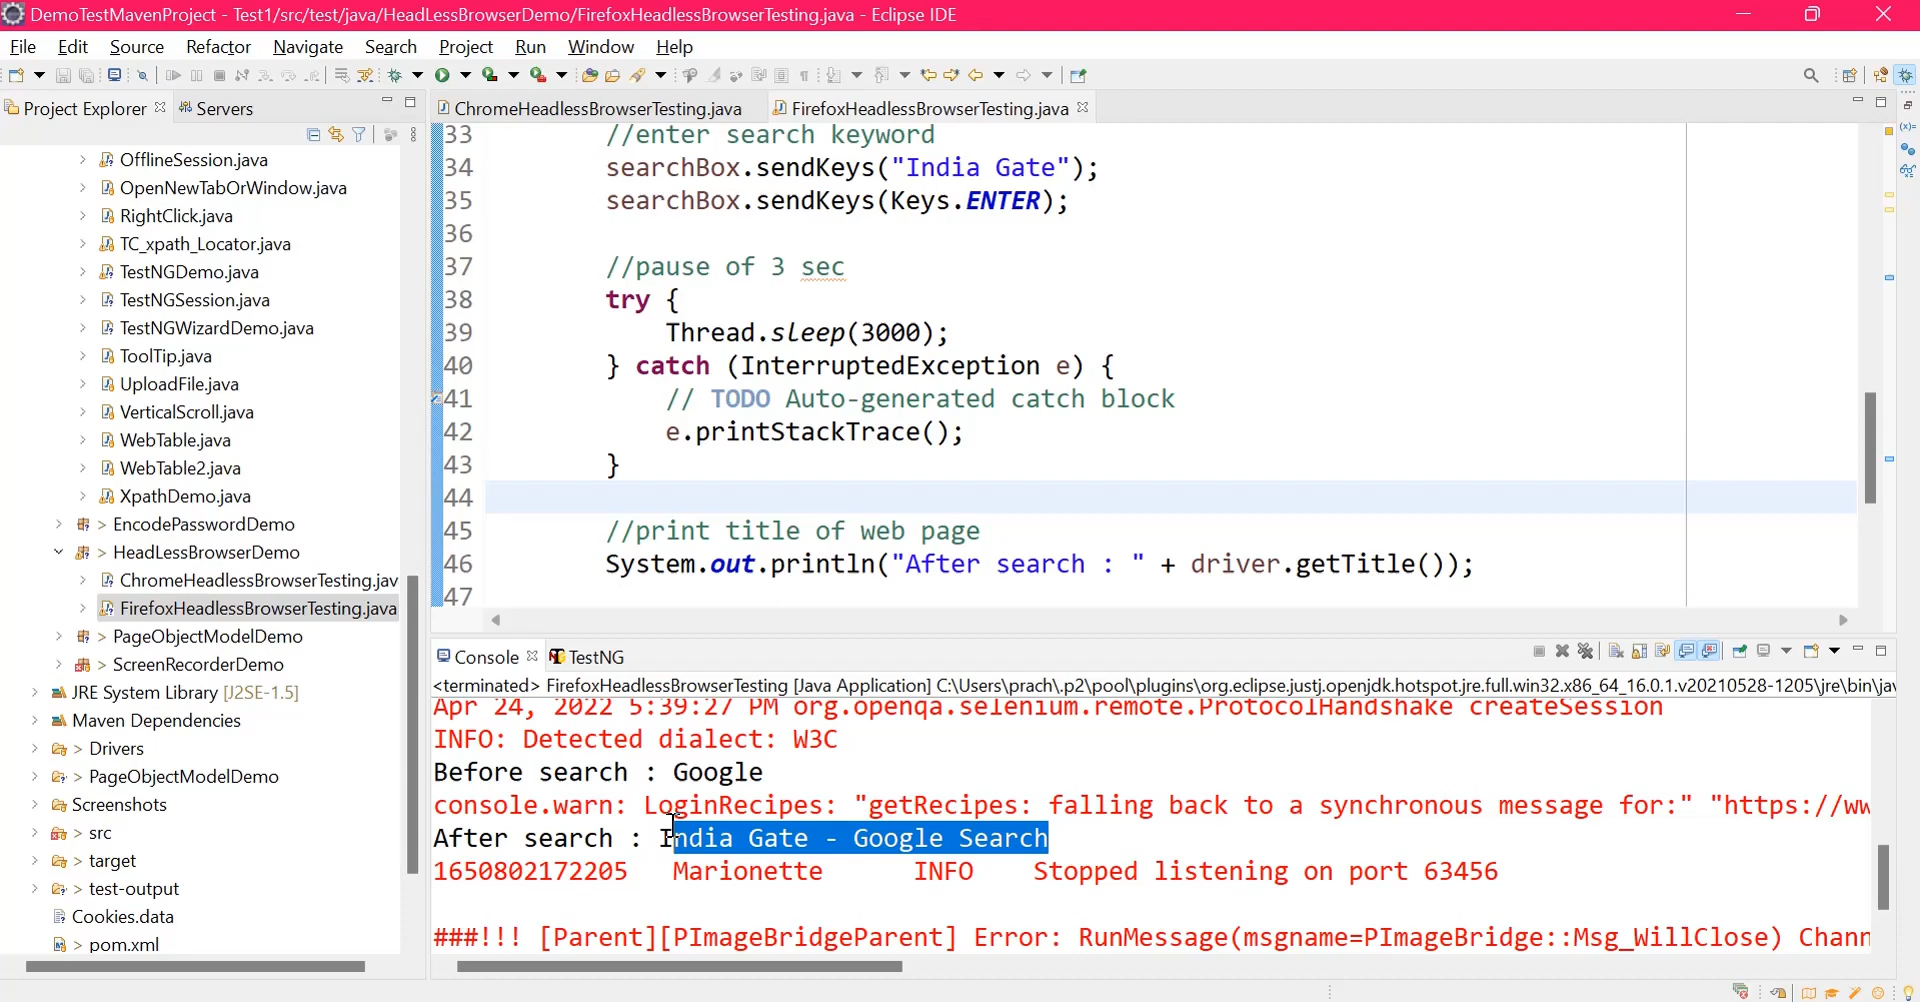 DemoTestMavenProject - Test1/src/test/java/HeadLessBrowserDemo/FirefoxHeadlessBrowserTesting.java - Eclipse IDE
File Edit Source Refactor Navigate Search Project Run Window Help
Project Explorer Servers
OfflineSession.java
OpenNewTabOrWindow.java
RightClick.java
TC_xpath_Locator.java
TestNGDemo.java
TestNGSession.java
TestNGWizardDemo.java
ToolTip.java
UploadFile.java
VerticalScroll.java
WebTable.java
WebTable2.java
XpathDemo.java
> EncodePasswordDemo
> HeadLessBrowserDemo
ChromeHeadlessBrowserTesting.jav
FirefoxHeadlessBrowserTesting.java
> PageObjectModelDemo
> ScreenRecorderDemo
JRE System Library [J2SE-1.5]
Maven Dependencies
> Drivers
> PageObjectModelDemo
Screenshots
> src
> target
> test-output
Cookies.data
> pom.xml
ChromeHeadlessBrowserTesting.java FirefoxHeadlessBrowserTesting.java
33 //enter search keyword
34 searchBox.sendKeys("India Gate");
35 searchBox.sendKeys(Keys.ENTER);
36
37 //pause of 3 sec
38 try {
39 Thread.sleep(3000);
40 } catch (InterruptedException e) {
41 // TODO Auto-generated catch block
42 e.printStackTrace();
43 }
44
45 //print title of web page
46 System.out.println("After search : " + driver.getTitle());
47
Console TestNG
<terminated> FirefoxHeadlessBrowserTesting [Java Application] C:\Users\prach\.p2\pool\plugins\org.eclipse.justj.openjdk.hotspot.jre.full.win32.x86_64_16.0.1.v20210528-1205\jre\bin\jav
Apr 24, 2022 5:39:27 PM org.openqa.selenium.remote.ProtocolHandshake createSession
INFO: Detected dialect: W3C
Before search : Google
console.warn: LoginRecipes: "getRecipes: falling back to a synchronous message for:" "https://ww
After search : India Gate - Google Search
1650802172205 Marionette INFO Stopped listening on port 63456
###!!! [Parent][PImageBridgeParent] Error: RunMessage(msgname=PImageBridge::Msg_WillClose) Chann